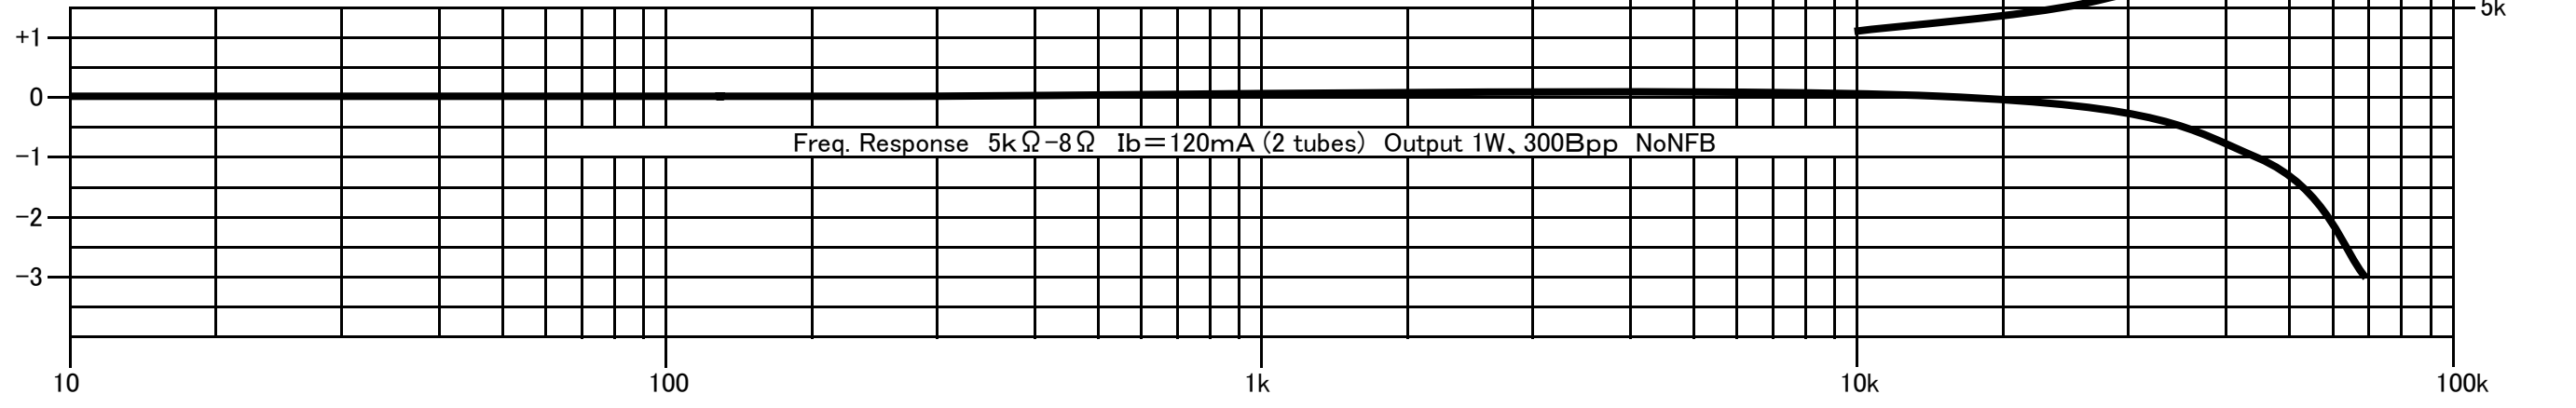 5k
+1
0
Freq. Response 5kΩ-8Ω Ib=120mA (2 tubes) Output 1W、300Bpp NoNFB
-1
-2
-3
10 100 1k 10k 100k